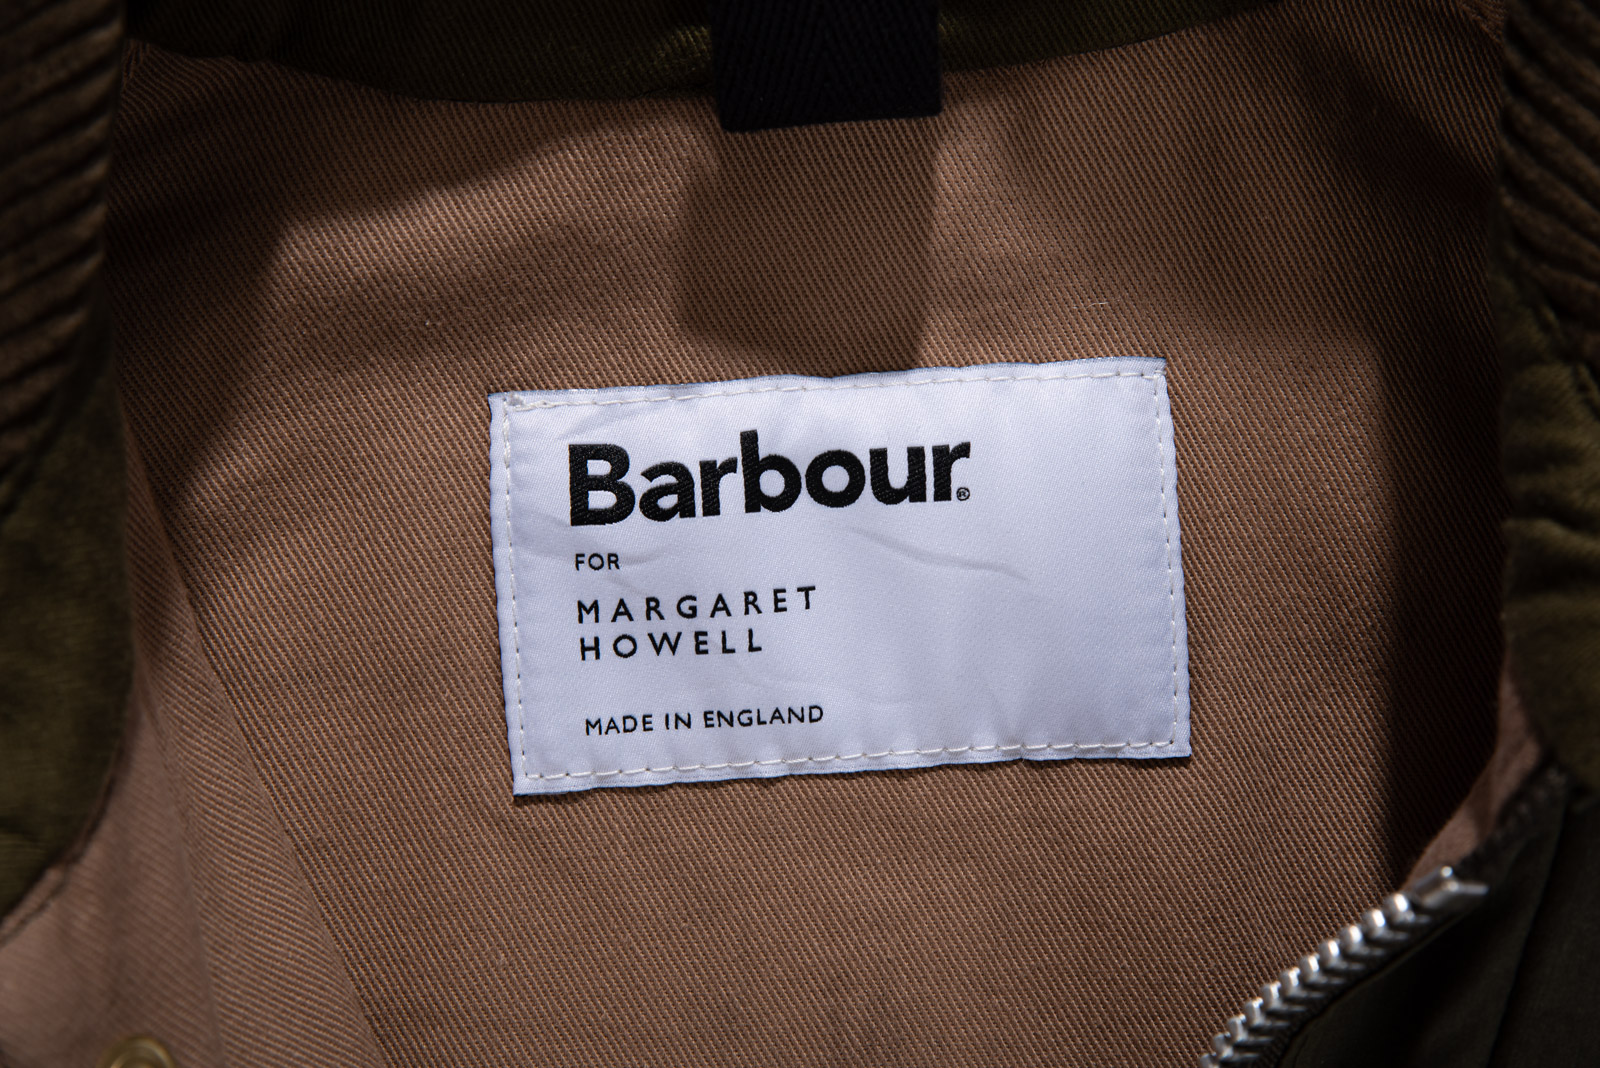 Barbour®
FOR
MARGARET
HOWELL
MADE IN ENGLAND